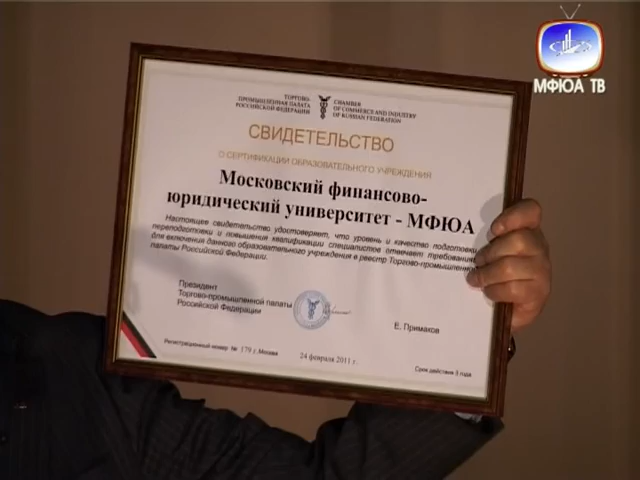 МФЮА ТВ
ТОРГОВО-
ПРОМЫШЛЕННАЯ ПАЛАТА
РОССИЙСКОЙ ФЕДЕРАЦИИ
CHAMBER
OF COMMERCE AND INDUSTRY
OF RUSSIAN FEDERATION
СВИДЕТЕЛЬСТВО
О СЕРТИФИКАЦИИ ОБРАЗОВАТЕЛЬНОГО УЧРЕЖДЕНИЯ
Московский финансово-
юридический университет - МФЮА
Настоящее свидетельство удостоверяет, что уровень и качество подготовки,
переподготовки и повышения квалификации специалистов отвечает требованиям
для включения данного образовательного учреждения в реестр Торгово-промышленной
палаты Российской Федерации.
Президент
Торгово-промышленной палаты
Российской Федерации
Е. Примаков
Регистрационный номер № 179 г. Москва
24 февраля 2011 г.
Срок действия 3 года